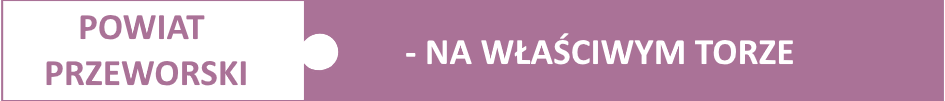 POWIAT
PRZEWORSKI
- NA WŁAŚCIWYM TORZE